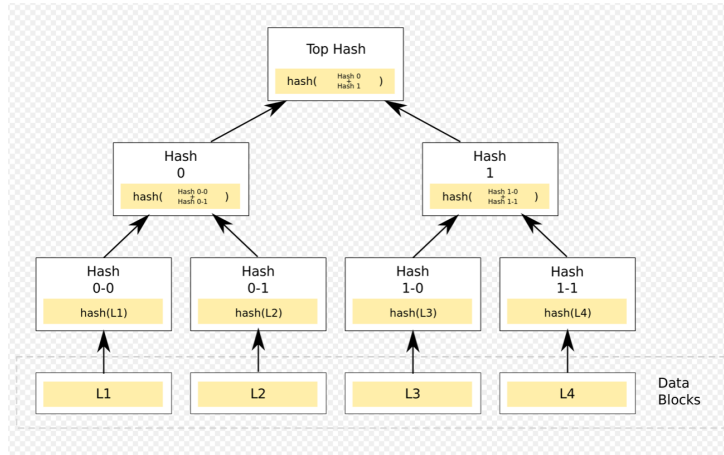 Top Hash
hash( Hash 0 + Hash 1 )
Hash
0
hash( Hash 0-0 + Hash 0-1 )
Hash
1
hash( Hash 1-0 + Hash 1-1 )
Hash
0-0
hash(L1)
Hash
0-1
hash(L2)
Hash
1-0
hash(L3)
Hash
1-1
hash(L4)
L1
L2
L3
L4
Data
Blocks